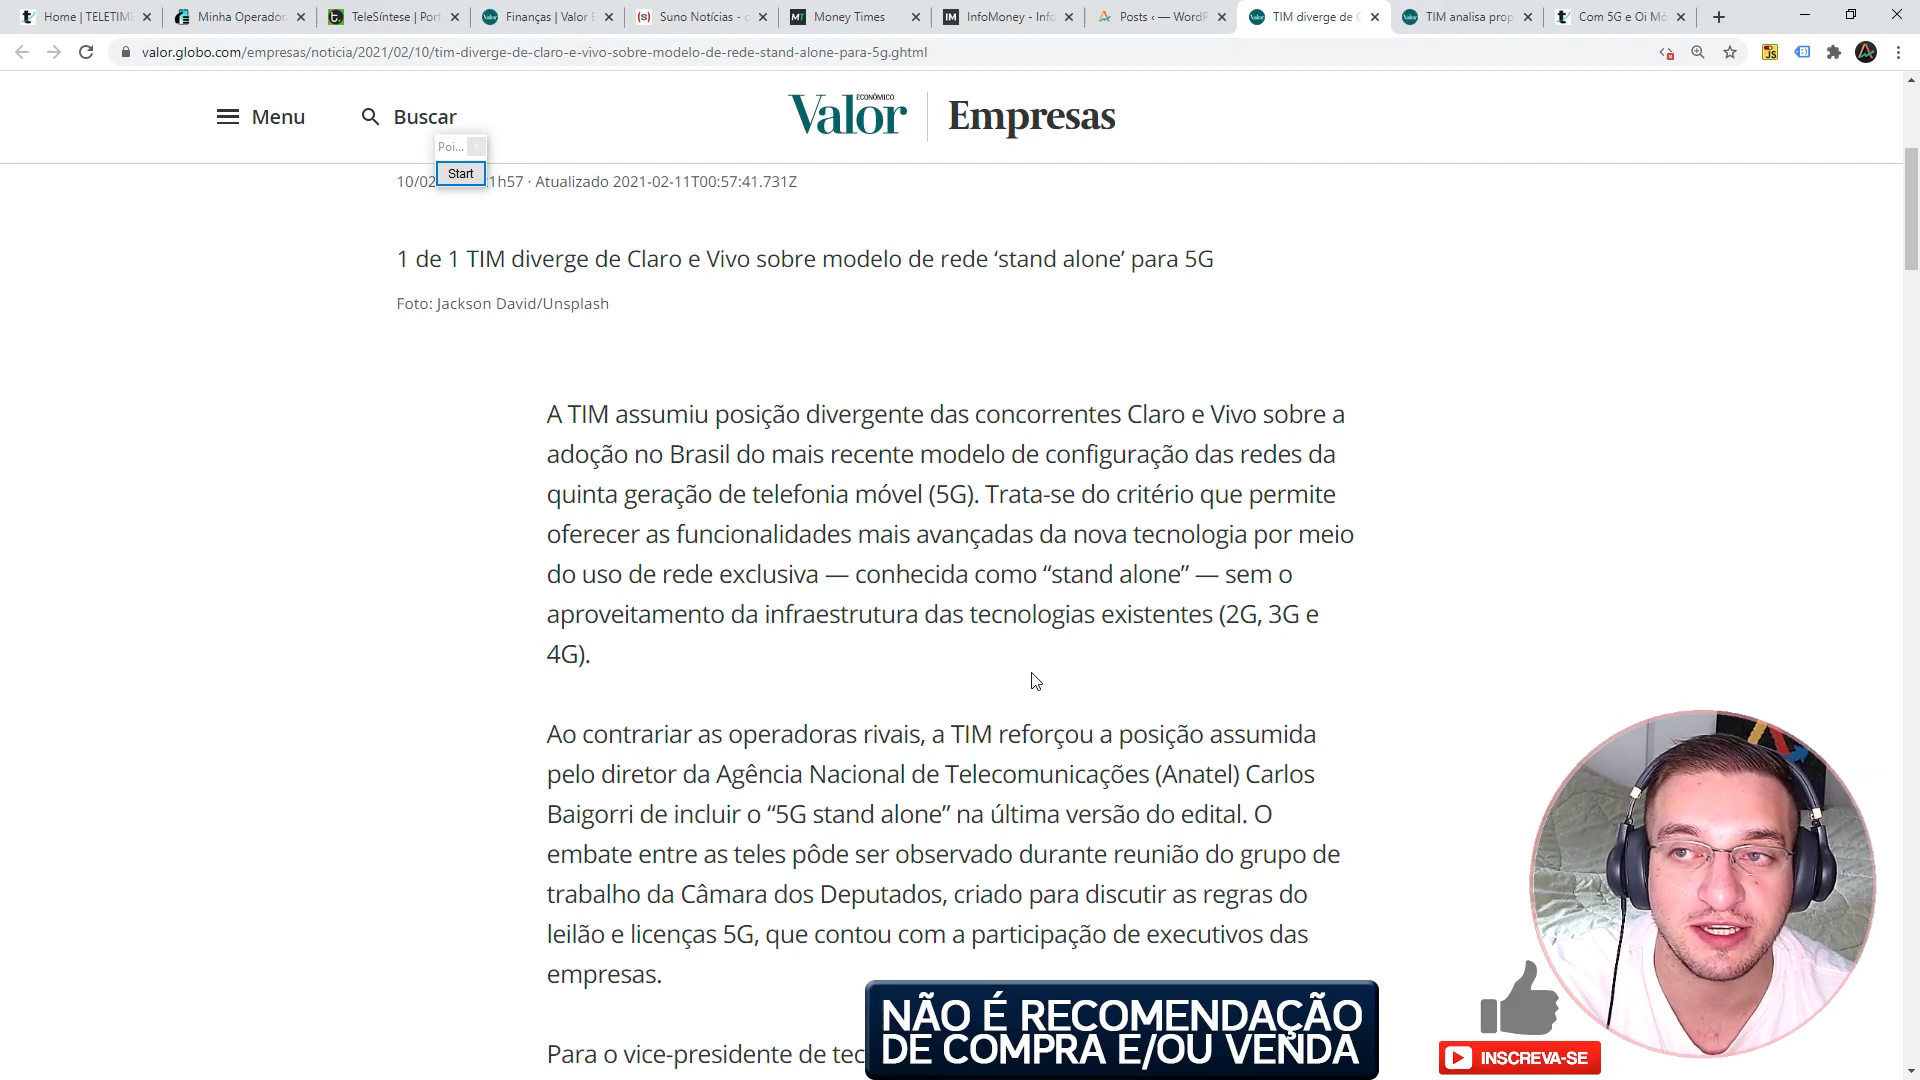 Home | TELETIME
Minha Operador
TeleSíntese | Port
Finanças | Valor E
Suno Notícias - c
Money Times
InfoMoney - Info
Posts ‹ — WordP
TIM diverge de C
TIM analisa prop
Com 5G e Oi Mó
valor.globo.com/empresas/noticia/2021/02/10/tim-diverge-de-claro-e-vivo-sobre-modelo-de-rede-stand-alone-para-5g.ghtml
Menu
Buscar
Valor ECONÔMICO
Empresas
Poi...
Start
10/02 1h57 · Atualizado 2021-02-11T00:57:41.731Z
1 de 1 TIM diverge de Claro e Vivo sobre modelo de rede ‘stand alone’ para 5G
Foto: Jackson David/Unsplash
A TIM assumiu posição divergente das concorrentes Claro e Vivo sobre a
adoção no Brasil do mais recente modelo de configuração das redes da
quinta geração de telefonia móvel (5G). Trata-se do critério que permite
oferecer as funcionalidades mais avançadas da nova tecnologia por meio
do uso de rede exclusiva — conhecida como “stand alone” — sem o
aproveitamento da infraestrutura das tecnologias existentes (2G, 3G e
4G).
Ao contrariar as operadoras rivais, a TIM reforçou a posição assumida
pelo diretor da Agência Nacional de Telecomunicações (Anatel) Carlos
Baigorri de incluir o “5G stand alone” na última versão do edital. O
embate entre as teles pôde ser observado durante reunião do grupo de
trabalho da Câmara dos Deputados, criado para discutir as regras do
leilão e licenças 5G, que contou com a participação de executivos das
empresas.
Para o vice-presidente de tec
NÃO É RECOMENDAÇÃO
DE COMPRA E/OU VENDA
INSCREVA-SE